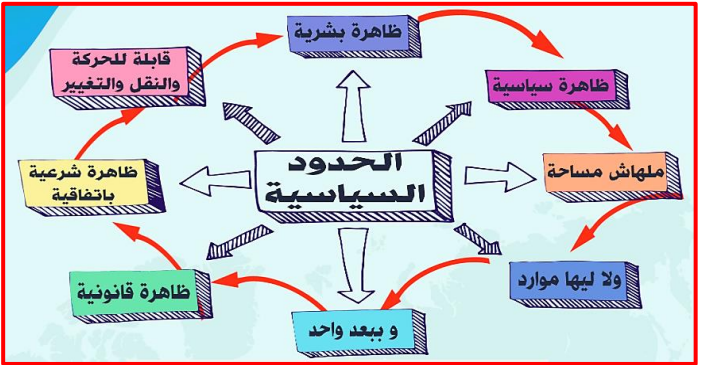 ظاهرة بشرية
ظاهرة سياسية
ملهاش مساحة
ولا ليها موارد
و ببعد واحد
ظاهرة قانونية
ظاهرة شرعية
باتفاقية
قابلة للحركة
والنقل والتغيير
الحدود
السياسية